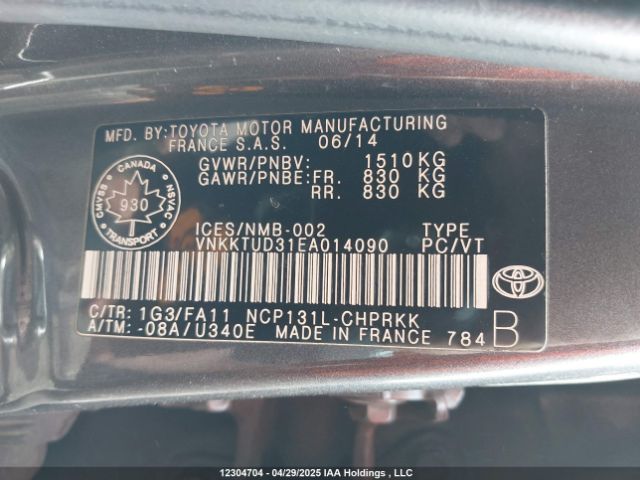 MFD. BY:TOYOTA MOTOR MANUFACTURING
FRANCE S.A.S. 06/14
GVWR/PNBV: 1510 KG
GAWR/PNBE: FR. 830 KG
RR. 830 KG
CANADA
CMVSS 930 NSVAC
TRANSPORT
ICES/NMB-002 TYPE
VNKKTUD31EA014090 PC/VT
C/TR: 1G3/FA11 NCP131L-CHPRKK
A/TM: -08A/U340E MADE IN FRANCE 784 B
12304704 - 04/29/2025 IAA Holdings , LLC